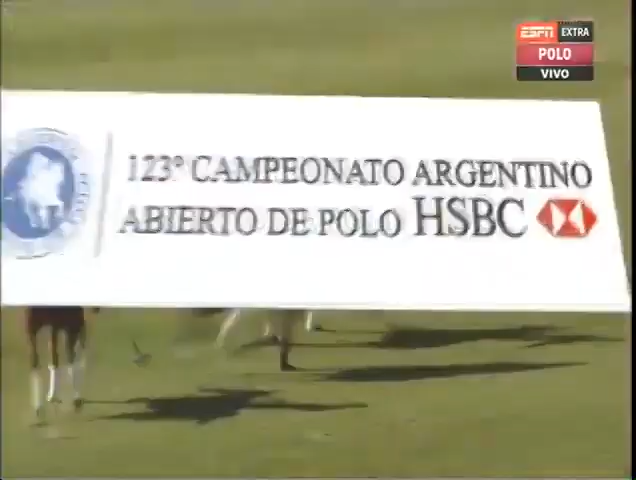 ESPN EXTRA
POLO
VIVO
123° CAMPEONATO ARGENTINO
ABIERTO DE POLO HSBC